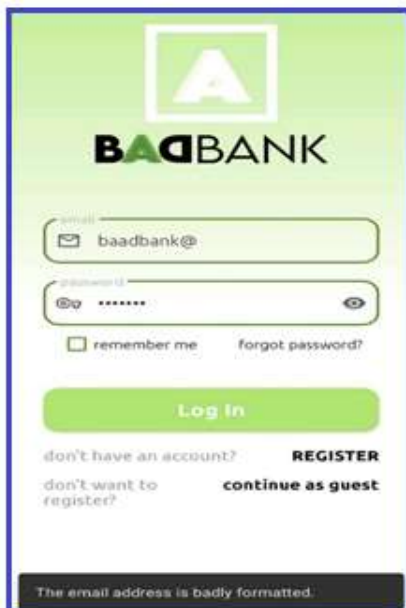 A
BADBANK
email
baadbank@
password
•••••••
remember me forgot password?
Log In
don't have an account? REGISTER
don't want to register? continue as guest
The email address is badly formatted.